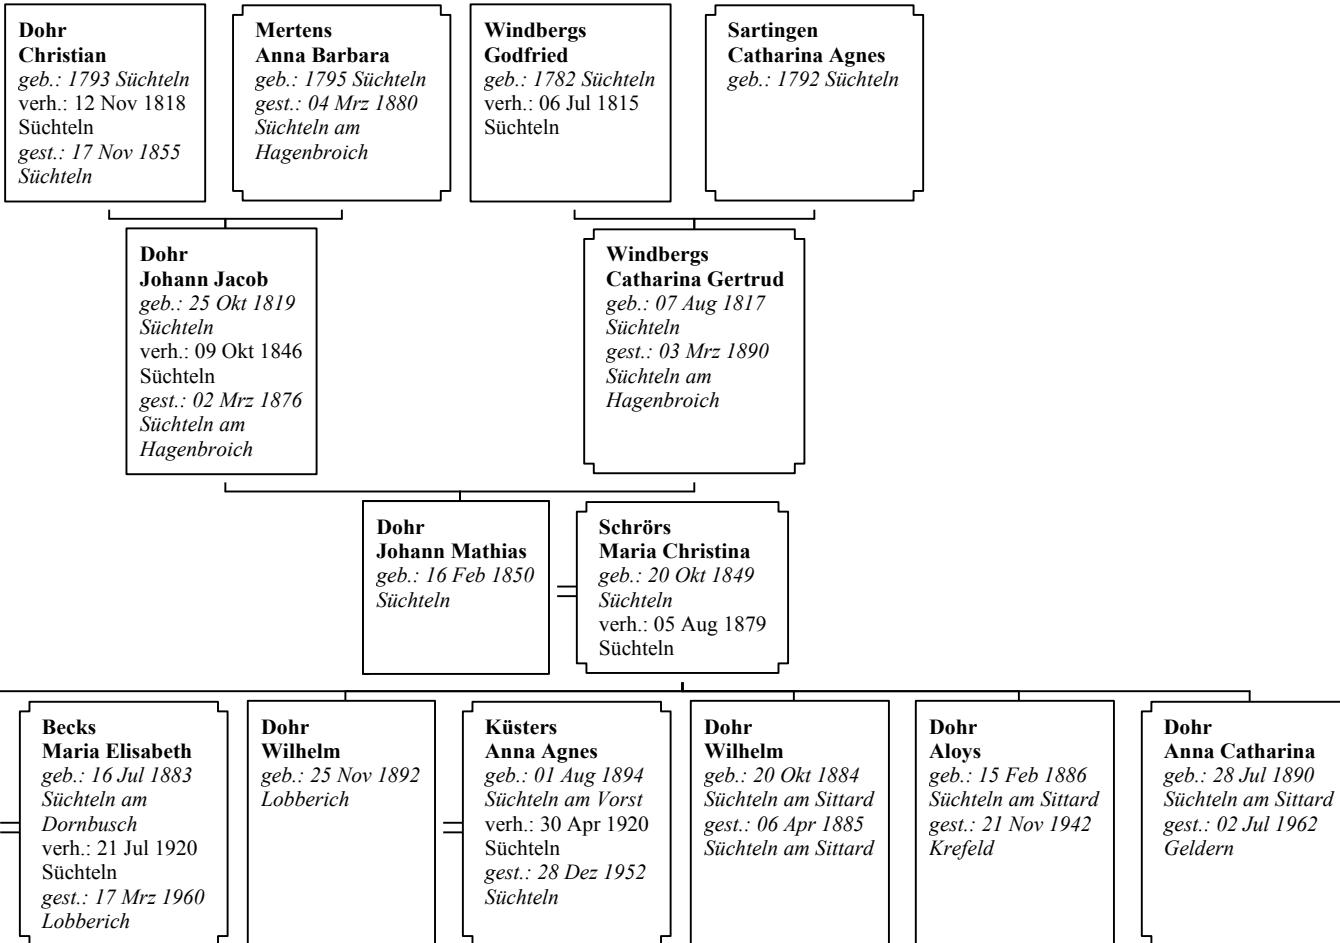 Dohr
Christian
geb.: 1793 Süchteln
verh.: 12 Nov 1818
Süchteln
gest.: 17 Nov 1855
Süchteln
Mertens
Anna Barbara
geb.: 1795 Süchteln
gest.: 04 Mrz 1880
Süchteln am
Hagenbroich
Windbergs
Godfried
geb.: 1782 Süchteln
verh.: 06 Jul 1815
Süchteln
Sartingen
Catharina Agnes
geb.: 1792 Süchteln
Dohr
Johann Jacob
geb.: 25 Okt 1819
Süchteln
verh.: 09 Okt 1846
Süchteln
gest.: 02 Mrz 1876
Süchteln am
Hagenbroich
Windbergs
Catharina Gertrud
geb.: 07 Aug 1817
Süchteln
gest.: 03 Mrz 1890
Süchteln am
Hagenbroich
Dohr
Johann Mathias
geb.: 16 Feb 1850
Süchteln
Schrörs
Maria Christina
geb.: 20 Okt 1849
Süchteln
verh.: 05 Aug 1879
Süchteln
Becks
Maria Elisabeth
geb.: 16 Jul 1883
Süchteln am
Dornbusch
verh.: 21 Jul 1920
Süchteln
gest.: 17 Mrz 1960
Lobberich
Dohr
Wilhelm
geb.: 25 Nov 1892
Lobberich
Küsters
Anna Agnes
geb.: 01 Aug 1894
Süchteln am Vorst
verh.: 30 Apr 1920
Süchteln
gest.: 28 Dez 1952
Süchteln
Dohr
Wilhelm
geb.: 20 Okt 1884
Süchteln am Sittard
gest.: 06 Apr 1885
Süchteln am Sittard
Dohr
Aloys
geb.: 15 Feb 1886
Süchteln am Sittard
gest.: 21 Nov 1942
Krefeld
Dohr
Anna Catharina
geb.: 28 Jul 1890
Süchteln am Sittard
gest.: 02 Jul 1962
Geldern